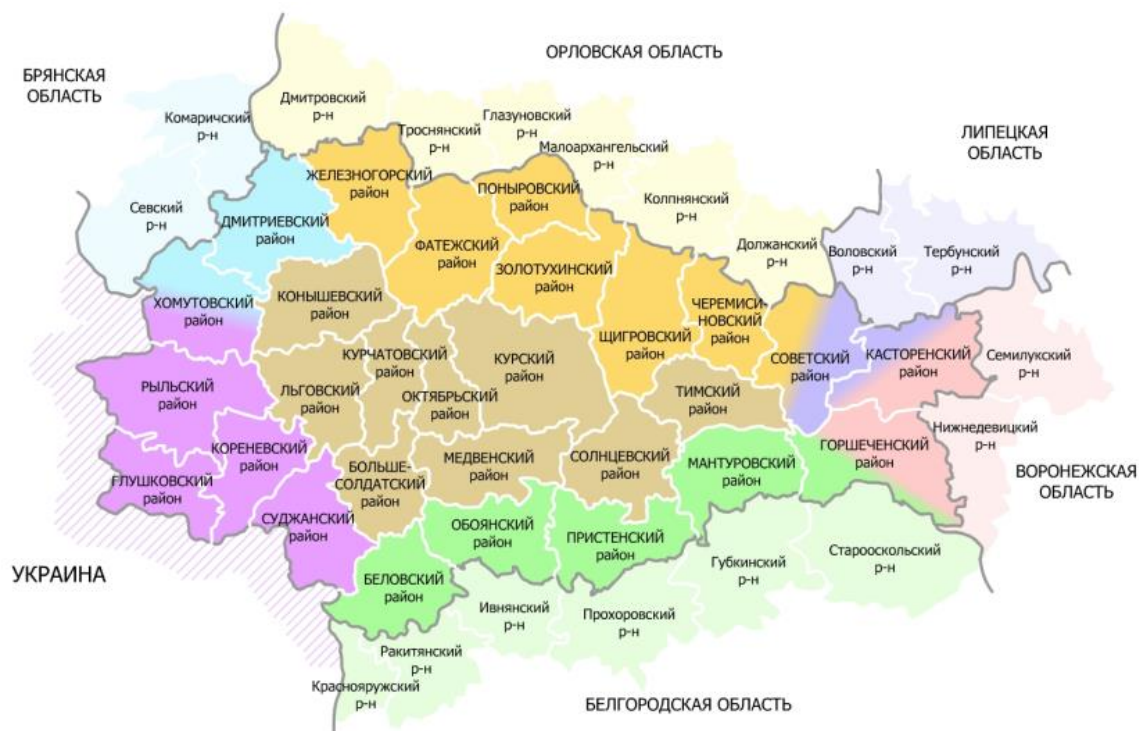 ОРЛОВСКАЯ ОБЛАСТЬ
БРЯНСКАЯ
ОБЛАСТЬ
Дмитровский
р-н
Комаричский
р-н
Троснянский
р-н
Глазуновский
р-н
Малоархангельский
р-н
ЛИПЕЦКАЯ
ОБЛАСТЬ
Севский
р-н
ЖЕЛЕЗНОГОРСКИЙ
район
ПОНЫРОВСКИЙ
район
Колпнянский
р-н
ДМИТРИЕВСКИЙ
район
ФАТЕЖСКИЙ
район
Должанский
р-н
Воловский
р-н
Тербунский
р-н
ЗОЛОТУХИНСКИЙ
район
КОНЫШЕВСКИЙ
район
ХОМУТОВСКИЙ
район
ЧЕРЕМИСИ-
НОВСКИЙ
район
ЩИГРОВСКИЙ
район
КУРЧАТОВСКИЙ
район
КУРСКИЙ
район
СОВЕТСКИЙ
район
КАСТОРЕНСКИЙ
район
Семилукский
р-н
РЫЛЬСКИЙ
район
ЛЬГОВСКИЙ
район
ОКТЯБРЬСКИЙ
район
ТИМСКИЙ
район
Нижнедевицкий
р-н
КОРЕНЕВСКИЙ
район
ГОРШЕЧЕНСКИЙ
район
ГЛУШКОВСКИЙ
район
БОЛЬШЕ-
СОЛДАТСКИЙ
район
МЕДВЕНСКИЙ
район
СОЛНЦЕВСКИЙ
район
МАНТУРОВСКИЙ
район
ВОРОНЕЖСКАЯ
ОБЛАСТЬ
СУДЖАНСКИЙ
район
ОБОЯНСКИЙ
район
ПРИСТЕНСКИЙ
район
Старооскольский
р-н
Губкинский
р-н
УКРАИНА
БЕЛОВСКИЙ
район
Ивнянский
р-н
Прохоровский
р-н
Ракитянский
р-н
Краснояружский
р-н
БЕЛГОРОДСКАЯ ОБЛАСТЬ